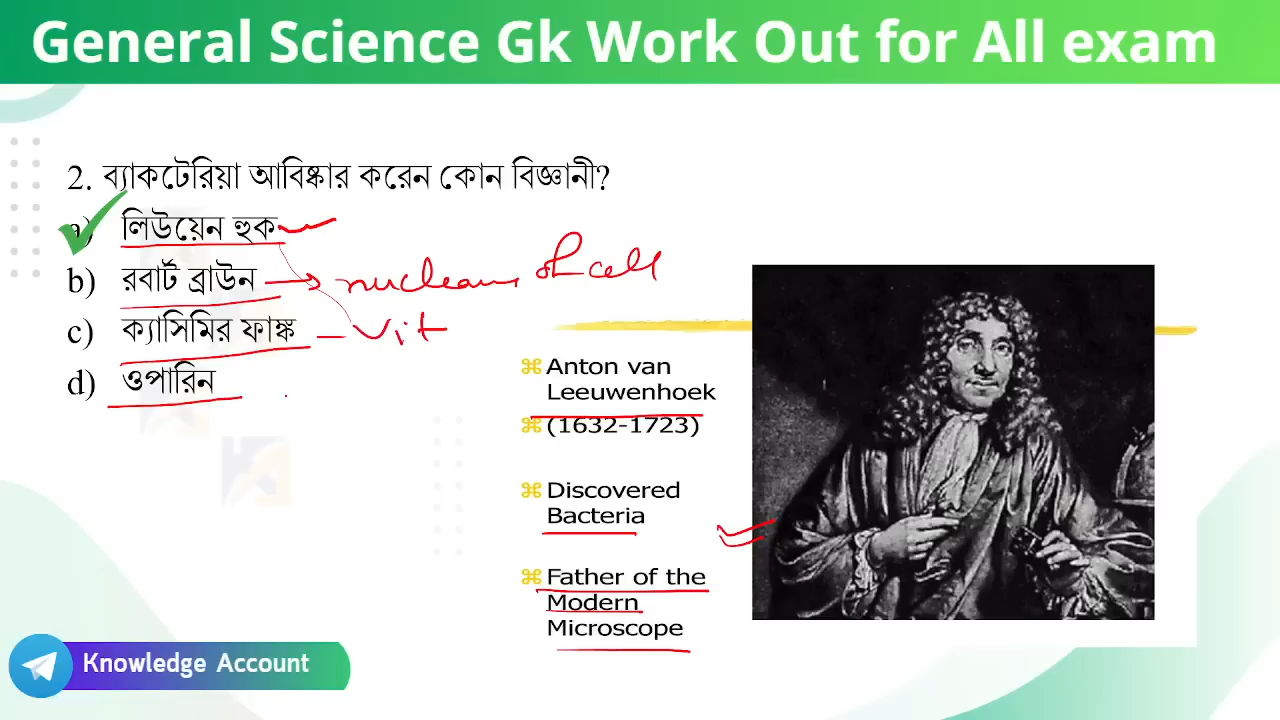 General Science Gk Work Out for All exam
2. ব্যাকটেরিয়া আবিষ্কার করেন কোন বিজ্ঞানী?
a) লিউয়েন হুক
b) রবার্ট ব্রাউন nucleus of cell
c) ক্যাসিমির ফাঙ্ক vit
d) ওপারিন
Anton van
Leeuwenhoek
(1632-1723)
Discovered
Bacteria
Father of the
Modern
Microscope
Knowledge Account